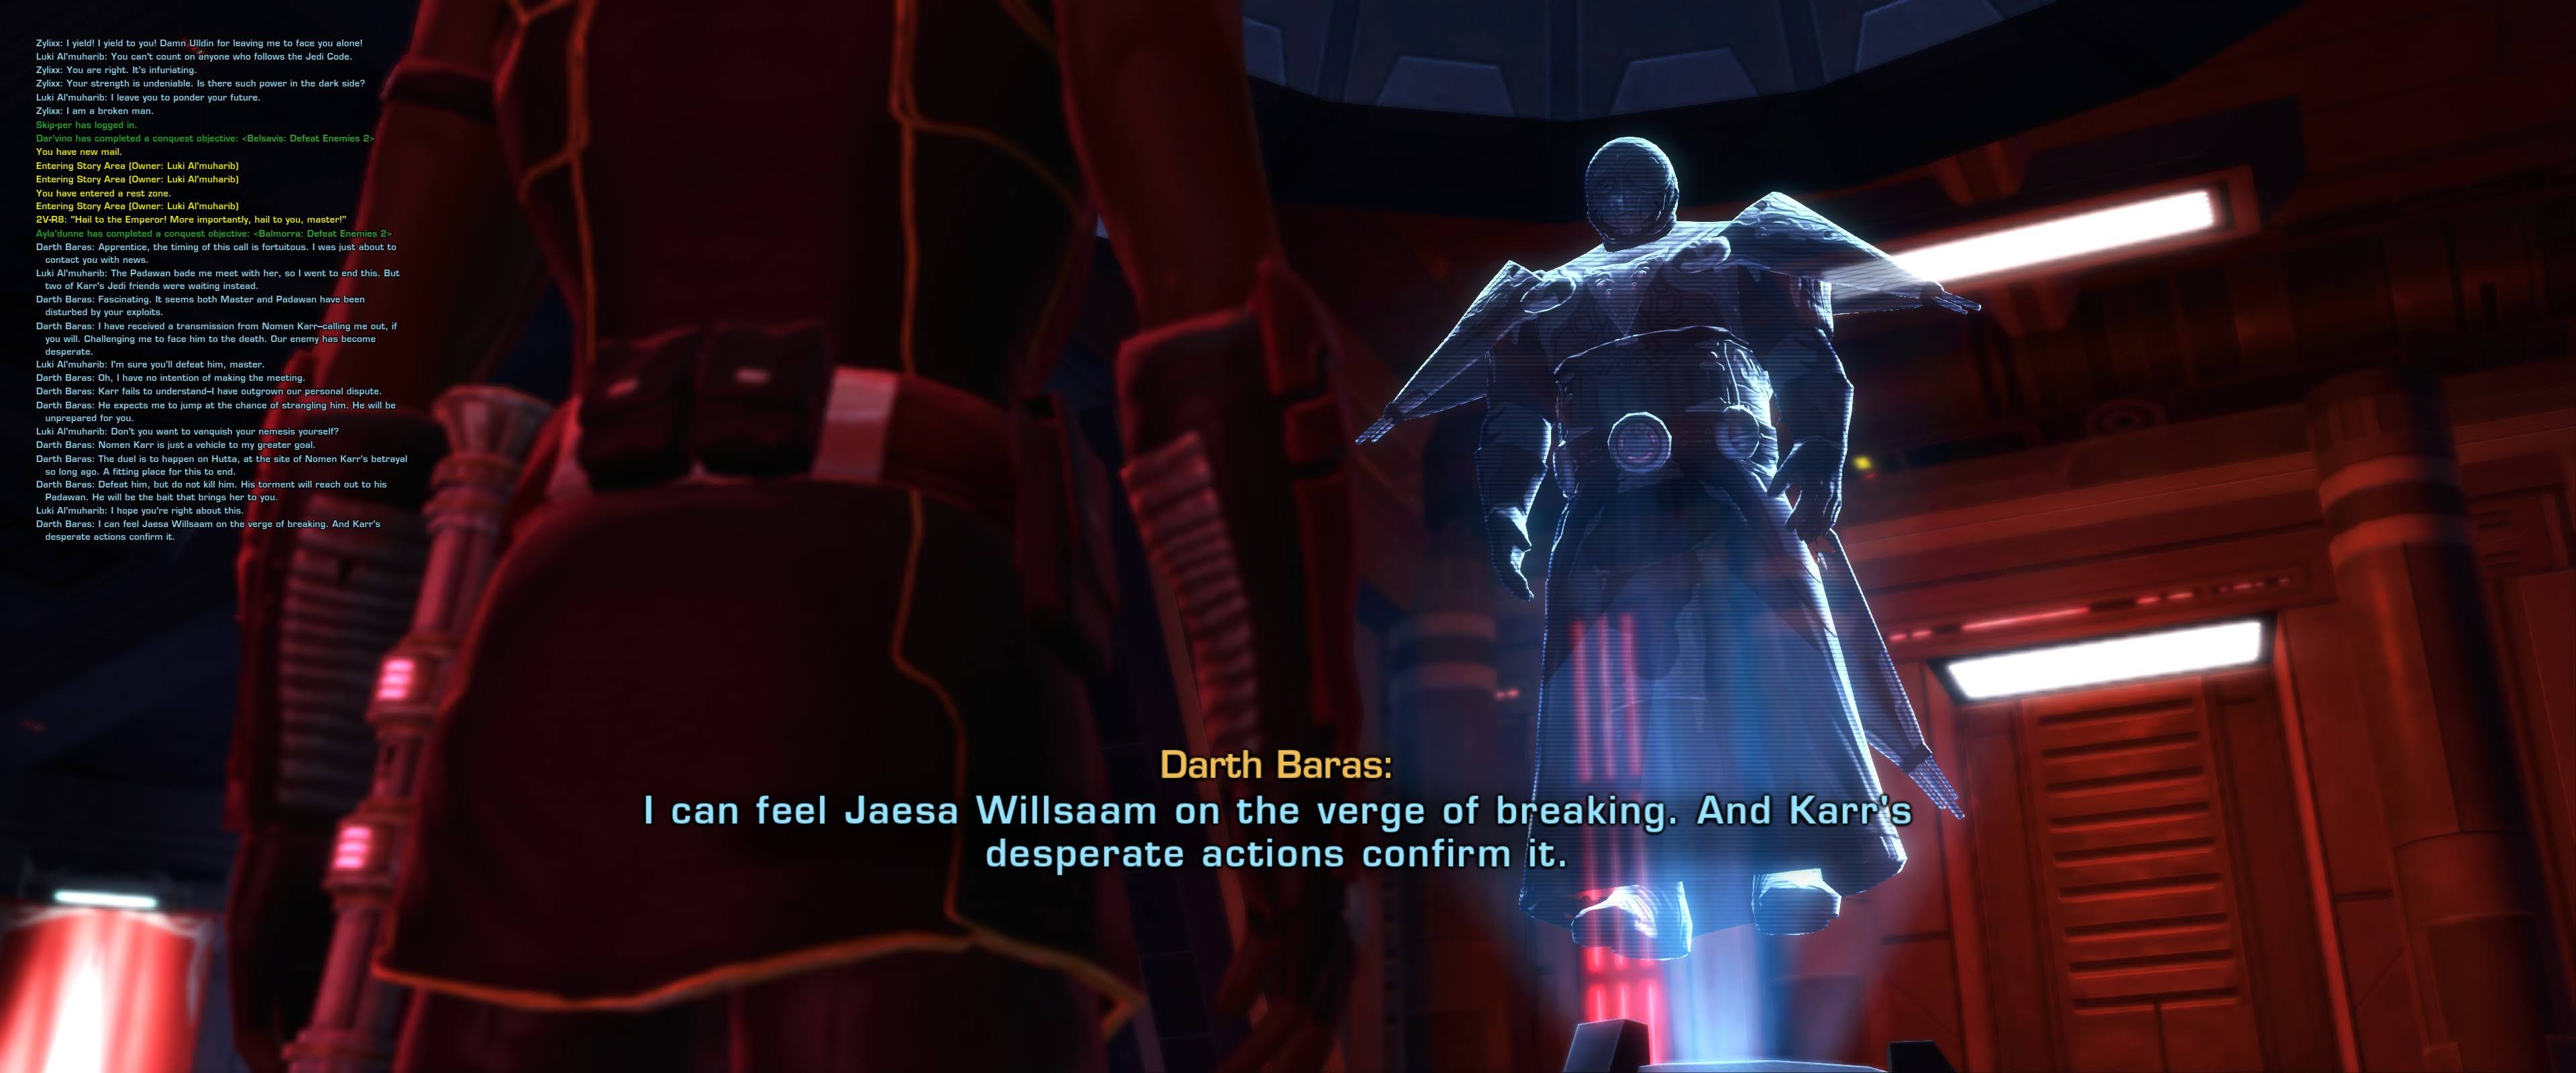 Zylixx: I yield! I yield to you! Damn Ulldin for leaving me to face you alone!
Luki Al'muharib: You can't count on anyone who follows the Jedi Code.
Zylixx: You are right. It's infuriating.
Zylixx: Your strength is undeniable. Is there such power in the dark side?
Luki Al'muharib: I leave you to ponder your future.
Zylixx: I am a broken man.
Skip-per has logged in.
Dar'vino has completed a conquest objective: <Belsavis: Defeat Enemies 2>
You have new mail.
Entering Story Area (Owner: Luki Al'muharib)
Entering Story Area (Owner: Luki Al'muharib)
You have entered a rest zone.
Entering Story Area (Owner: Luki Al'muharib)
2V-R8: "Hail to the Emperor! More importantly, hail to you, master!"
Ayla'dunne has completed a conquest objective: <Balmorra: Defeat Enemies 2>
Darth Baras: Apprentice, the timing of this call is fortuitous. I was just about to
contact you with news.
Luki Al'muharib: The Padawan bade me meet with her, so I went to end this. But
two of Karr's Jedi friends were waiting instead.
Darth Baras: Fascinating. It seems both Master and Padawan have been
disturbed by your exploits.
Darth Baras: I have received a transmission from Nomen Karr—calling me out, if
you will. Challenging me to face him to the death. Our enemy has become
desperate.
Luki Al'muharib: I'm sure you'll defeat him, master.
Darth Baras: Oh, I have no intention of making the meeting.
Darth Baras: Karr fails to understand—I have outgrown our personal dispute.
Darth Baras: He expects me to jump at the chance of strangling him. He will be
unprepared for you.
Luki Al'muharib: Don't you want to vanquish your nemesis yourself?
Darth Baras: Nomen Karr is just a vehicle to my greater goal.
Darth Baras: The duel is to happen on Hutta, at the site of Nomen Karr's betrayal
so long ago. A fitting place for this to end.
Darth Baras: Defeat him, but do not kill him. His torment will reach out to his
Padawan. He will be the bait that brings her to you.
Luki Al'muharib: I hope you're right about this.
Darth Baras: I can feel Jaesa Willsaam on the verge of breaking. And Karr's
desperate actions confirm it.
Darth Baras:
I can feel Jaesa Willsaam on the verge of breaking. And Karr's
desperate actions confirm it.